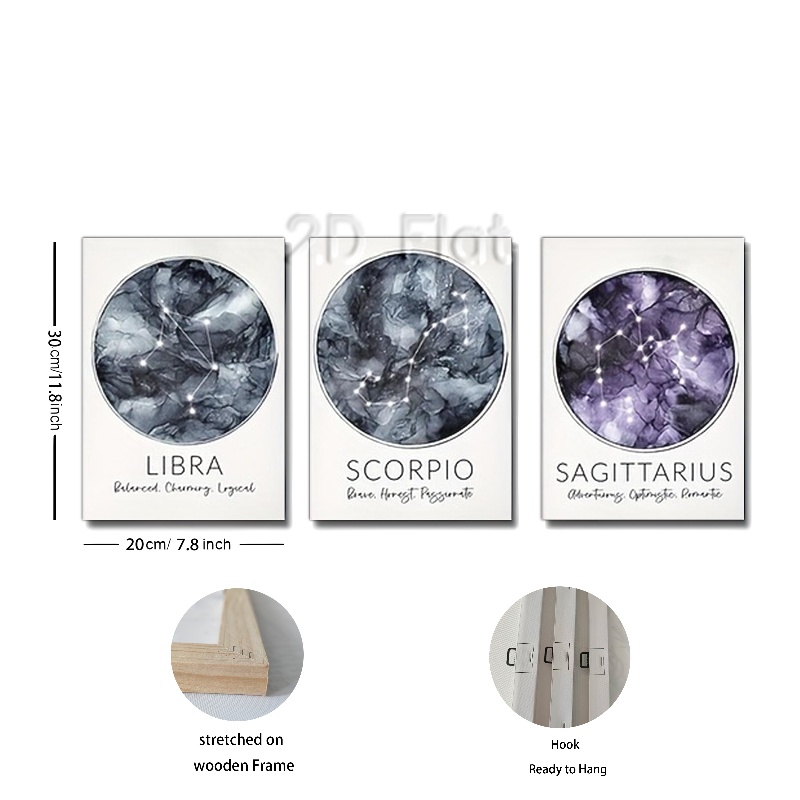 2D Flat
LIBRA
Balanced. Charming. Logical
SCORPIO
Brave. Honest. Passionate
SAGITTARIUS
Adventurous. Optimistic. Romantic
30cm/11.8inch
20cm/ 7.8 inch
stretched on
wooden Frame
Hook
Ready to Hang